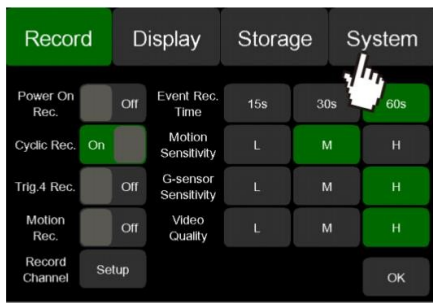 Record Display Storage System
Power On
Rec.
Off
Event Rec.
Time
15s 30s 60s
Cyclic Rec. On
Motion
Sensitivity
L M H
Trig.4 Rec. Off
G-sensor
Sensitivity
L M H
Motion
Rec.
Off
Video
Quality
L M H
Record
Channel
Setup
OK